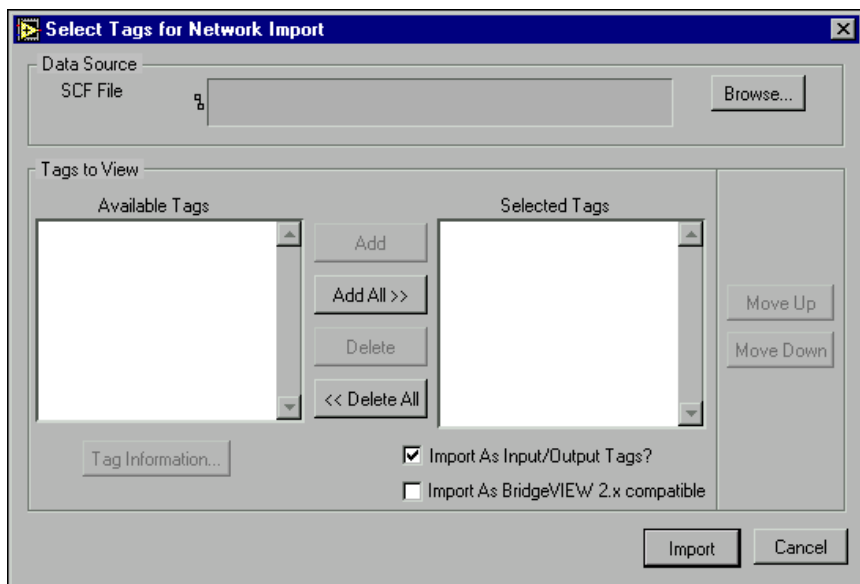 Select Tags for Network Import
Data Source
SCF File
Browse...
Tags to View
Available Tags
Selected Tags
Add
Add All >>
Delete
<< Delete All
Move Up
Move Down
Tag Information...
Import As Input/Output Tags?
Import As BridgeVIEW 2.x compatible
Import
Cancel